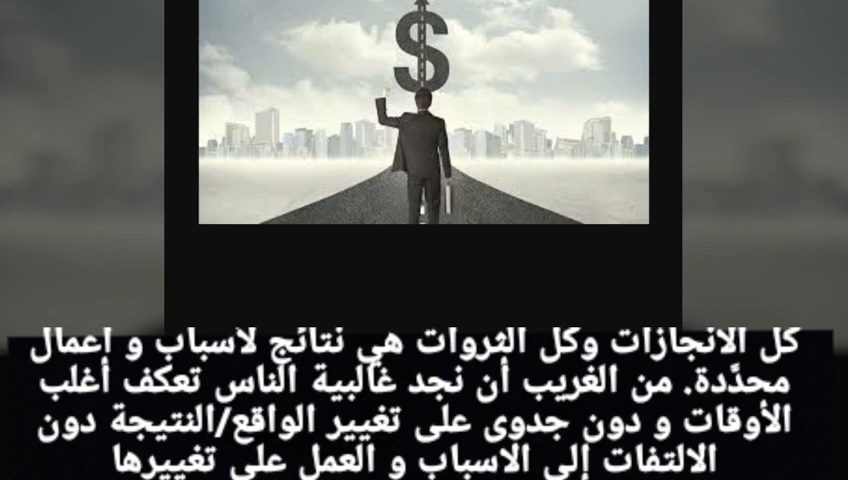 $
كل الانجازات وكل الثروات هي نتائج لأسباب و أعمال
محدَّدة. من الغريب أن نجد غالبية الناس تعكف أغلب
الأوقات و دون جدوى على تغيير الواقع/النتيجة دون
الالتفات إلى الاسباب و العمل على تغييرها